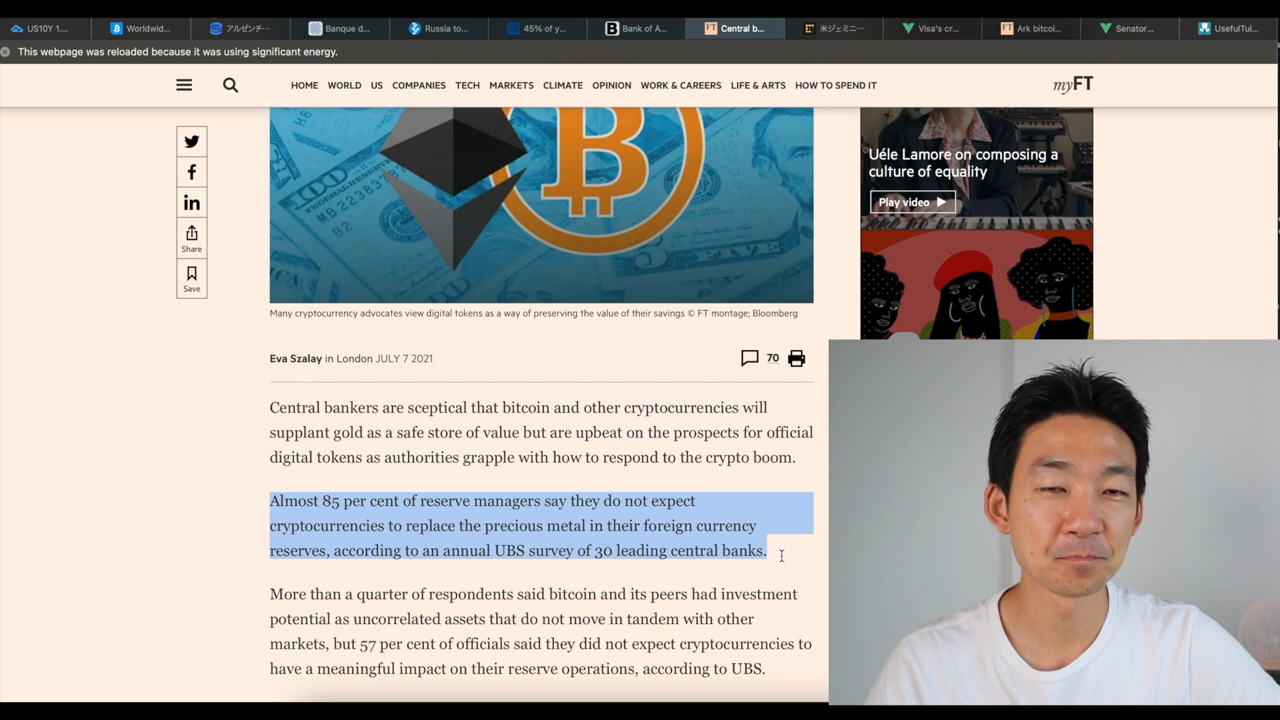 US10Y 1....
Worldwid...
アルゼンチ...
Banque d...
Russia to...
45% of y...
Bank of A...
Central b...
米ジェミニ...
Visa's cr...
Ark bitcoi...
Senator...
UsefulTul...
This webpage was reloaded because it was using significant energy.
HOME WORLD US COMPANIES TECH MARKETS CLIMATE OPINION WORK & CAREERS LIFE & ARTS HOW TO SPEND IT
myFT
Share
Save
Uéle Lamore on composing a
culture of equality
Play video
Many cryptocurrency advocates view digital tokens as a way of preserving the value of their savings © FT montage; Bloomberg
Eva Szalay in London JULY 7 2021
70
Central bankers are sceptical that bitcoin and other cryptocurrencies will
supplant gold as a safe store of value but are upbeat on the prospects for official
digital tokens as authorities grapple with how to respond to the crypto boom.
Almost 85 per cent of reserve managers say they do not expect
cryptocurrencies to replace the precious metal in their foreign currency
reserves, according to an annual UBS survey of 30 leading central banks.
More than a quarter of respondents said bitcoin and its peers had investment
potential as uncorrelated assets that do not move in tandem with other
markets, but 57 per cent of officials said they did not expect cryptocurrencies to
have a meaningful impact on their reserve operations, according to UBS.